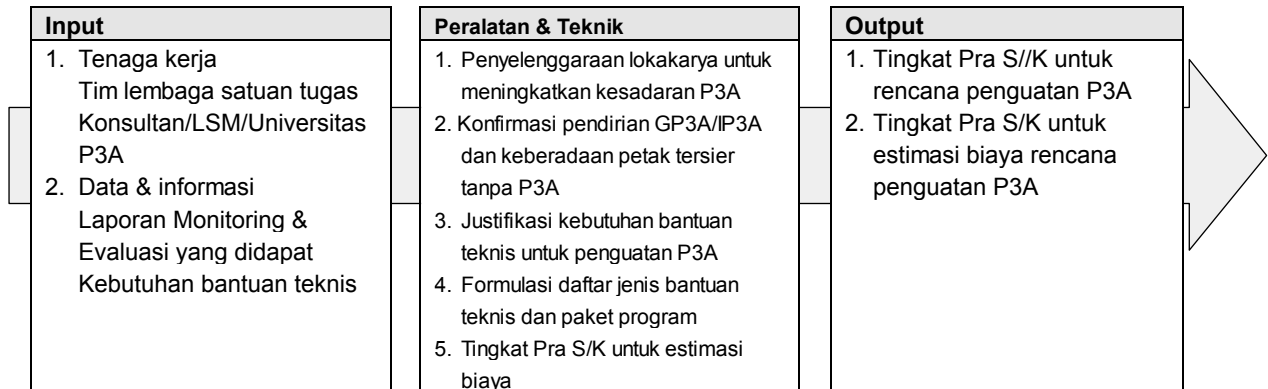 Input
1. Tenaga kerja
Tim lembaga satuan tugas
Konsultan/LSM/Universitas
P3A
2. Data & informasi
Laporan Monitoring &
Evaluasi yang didapat
Kebutuhan bantuan teknis
Peralatan & Teknik
1. Penyelenggaraan lokakarya untuk
meningkatkan kesadaran P3A
2. Konfirmasi pendirian GP3A/IP3A
dan keberadaan petak tersier
tanpa P3A
3. Justifikasi kebutuhan bantuan
teknis untuk penguatan P3A
4. Formulasi daftar jenis bantuan
teknis dan paket program
5. Tingkat Pra S/K untuk estimasi
biaya
Output
1. Tingkat Pra S//K untuk
rencana penguatan P3A
2. Tingkat Pra S/K untuk
estimasi biaya rencana
penguatan P3A